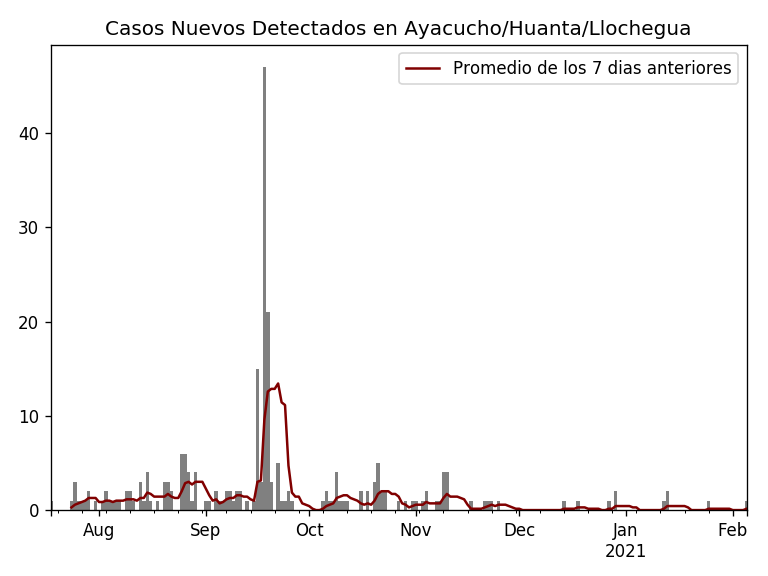 Casos Nuevos Detectados en Ayacucho/Huanta/Llochegua
Promedio de los 7 dias anteriores
40
30
20
10
0
Aug Sep Oct Nov Dec Jan Feb
2021